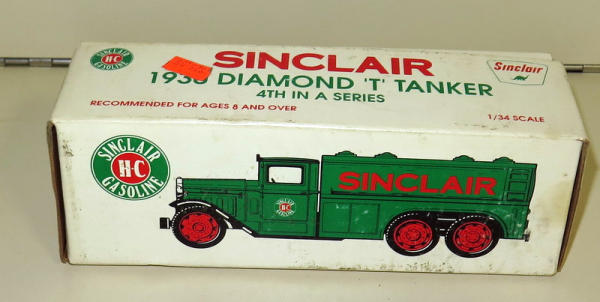 SINCLAIR
H-C
GASOLINE
SINCLAIR
DIAMOND 'T' TANKER
4TH IN A SERIES
RECOMMENDED FOR AGES 8 AND OVER
Sinclair
1/34 SCALE
SINCLAIR
H-C
GASOLINE
SINCLAIR
H-C